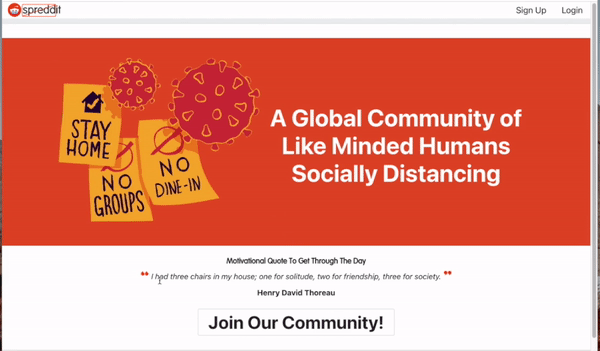 spreddit
Sign Up
Login
STAY
HOME
NO
GROUPS
NO
DINE-IN
A Global Community of
Like Minded Humans
Socially Distancing
Motivational Quote To Get Through The Day
" I had three chairs in my house; one for solitude, two for friendship, three for society. "
Henry David Thoreau
Join Our Community!